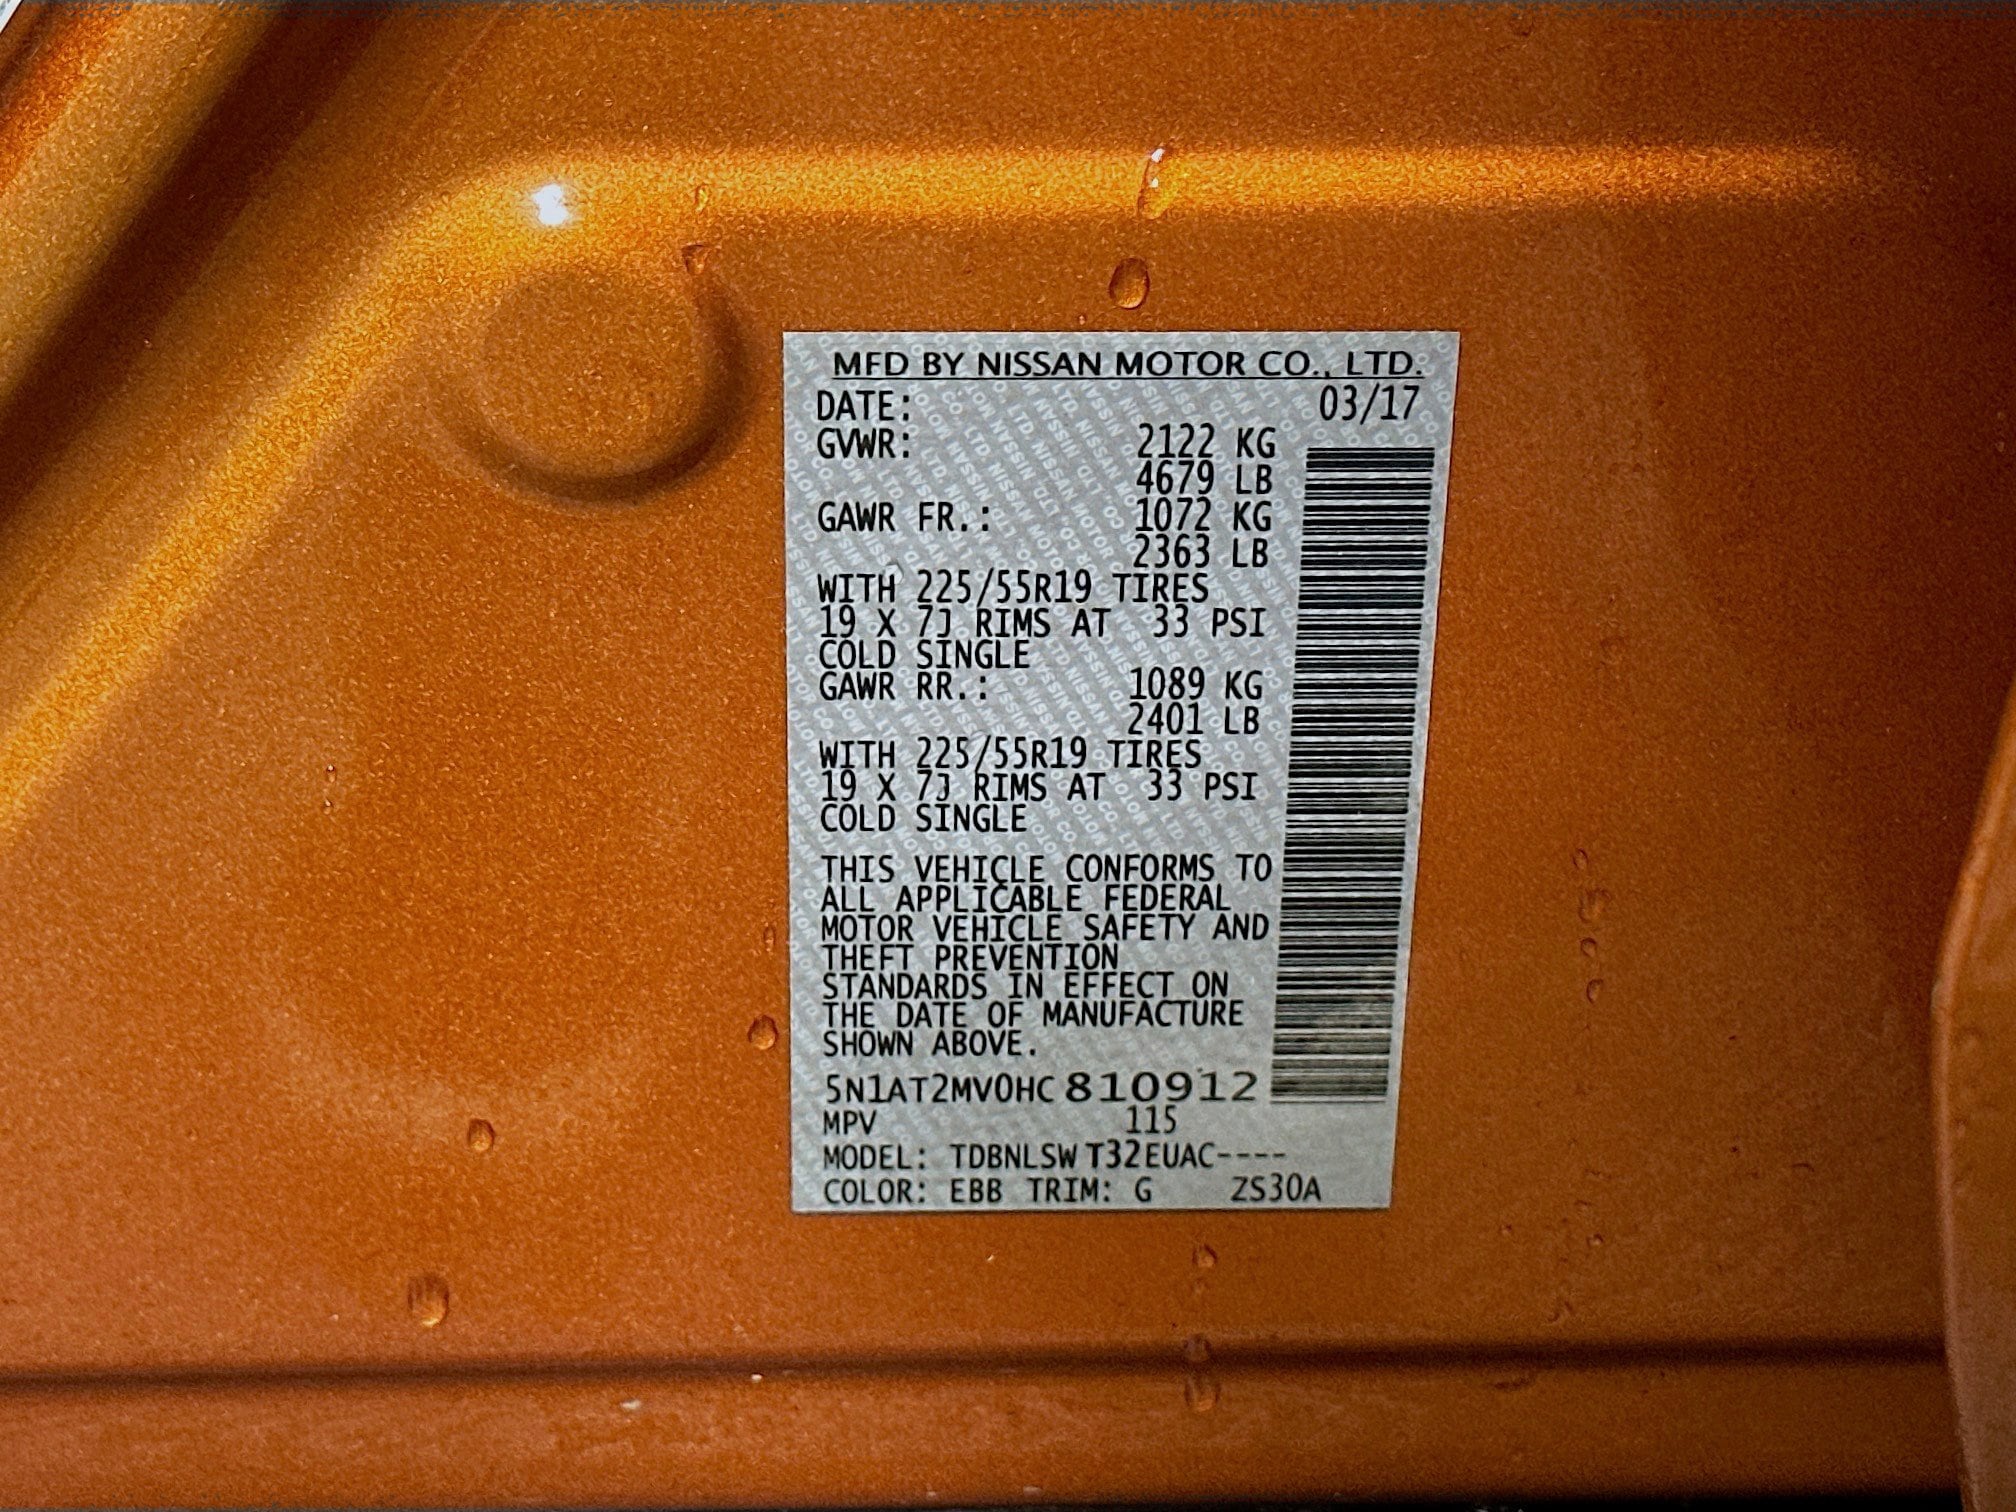 MFD BY NISSAN MOTOR CO., LTD.
DATE: 03/17
GVWR: 2122 KG
4679 LB
GAWR FR.: 1072 KG
2363 LB
WITH 225/55R19 TIRES
19 X 7J RIMS AT 33 PSI
COLD SINGLE
GAWR RR.: 1089 KG
2401 LB
WITH 225/55R19 TIRES
19 X 7J RIMS AT 33 PSI
COLD SINGLE
THIS VEHICLE CONFORMS TO
ALL APPLICABLE FEDERAL
MOTOR VEHICLE SAFETY AND
THEFT PREVENTION
STANDARDS IN EFFECT ON
THE DATE OF MANUFACTURE
SHOWN ABOVE.
5N1AT2MV0HC810912
MPV 115
MODEL: TDBNLSWT32EUAC----
COLOR: EBB TRIM: G ZS30A